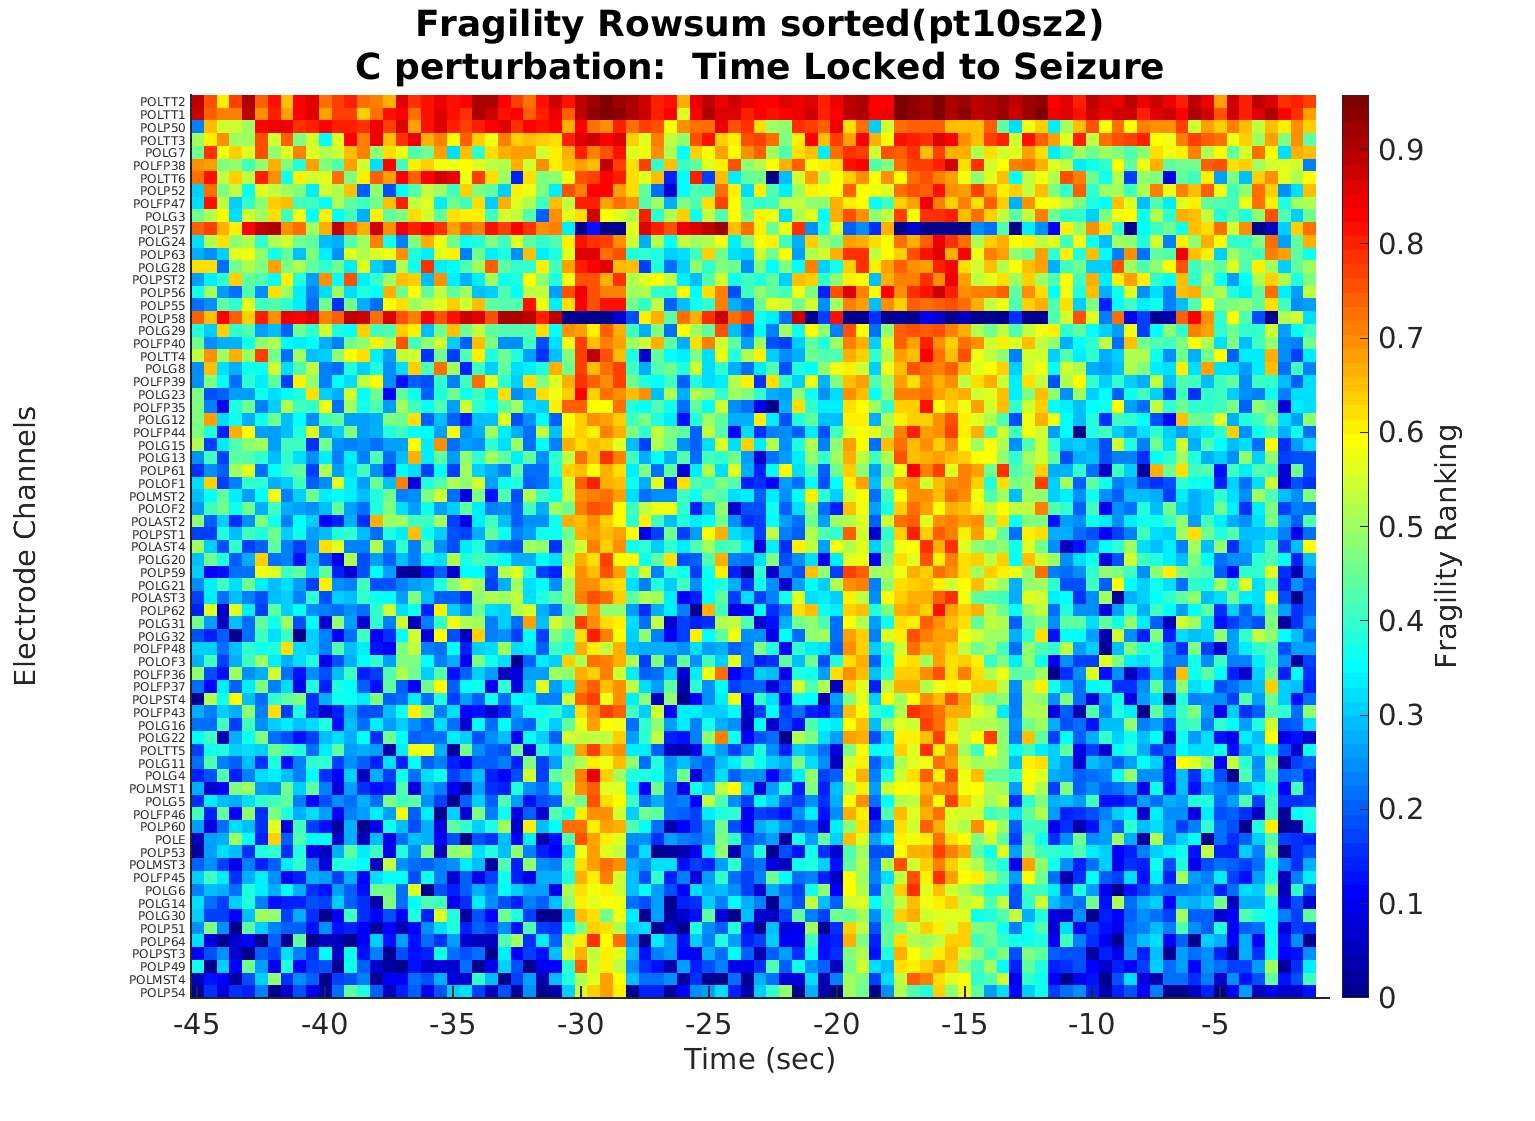 Fragility Rowsum sorted(pt10sz2)
C perturbation:  Time Locked to Seizure
Electrode Channels
POLTT2
POLTT1
POLP50
POLTT3
POLG7
POLFP38
POLTT6
POLP52
POLFP47
POLG3
POLP57
POLG24
POLP63
POLG28
POLPST2
POLP56
POLP55
POLP58
POLG29
POLFP40
POLTT4
POLG8
POLFP39
POLG23
POLFP35
POLG12
POLFP44
POLG15
POLG13
POLP61
POLOF1
POLMST2
POLOF2
POLAST2
POLPST1
POLAST4
POLG20
POLP59
POLG21
POLAST3
POLP62
POLG31
POLG32
POLFP48
POLOF3
POLFP36
POLFP37
POLPST4
POLFP43
POLG16
POLG22
POLTT5
POLG11
POLG4
POLMST1
POLG5
POLFP46
POLP60
POLE
POLP53
POLMST3
POLFP45
POLG6
POLG14
POLG30
POLP51
POLP64
POLPST3
POLP49
POLMST4
POLP54
-45 -40 -35 -30 -25 -20 -15 -10 -5
Time (sec)
0.9
0.8
0.7
0.6
0.5
0.4
0.3
0.2
0.1
0
Fragility Ranking